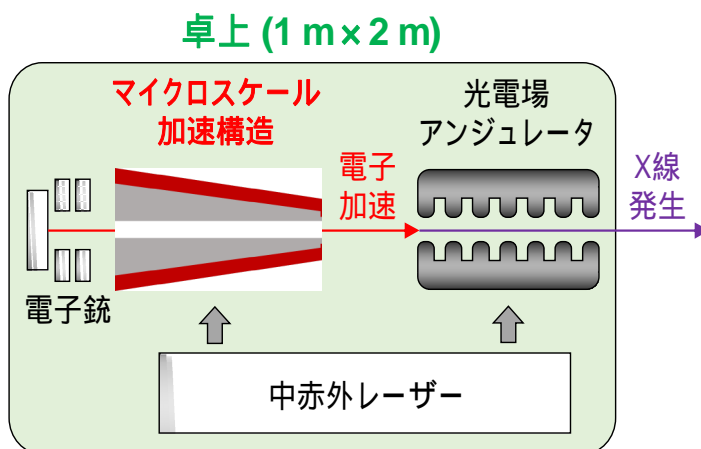 卓上 (1 m x 2 m)
マイクロスケール
加速構造
光電場
アンジュレータ
電子
加速
X線
発生
電子銃
中赤外レーザー